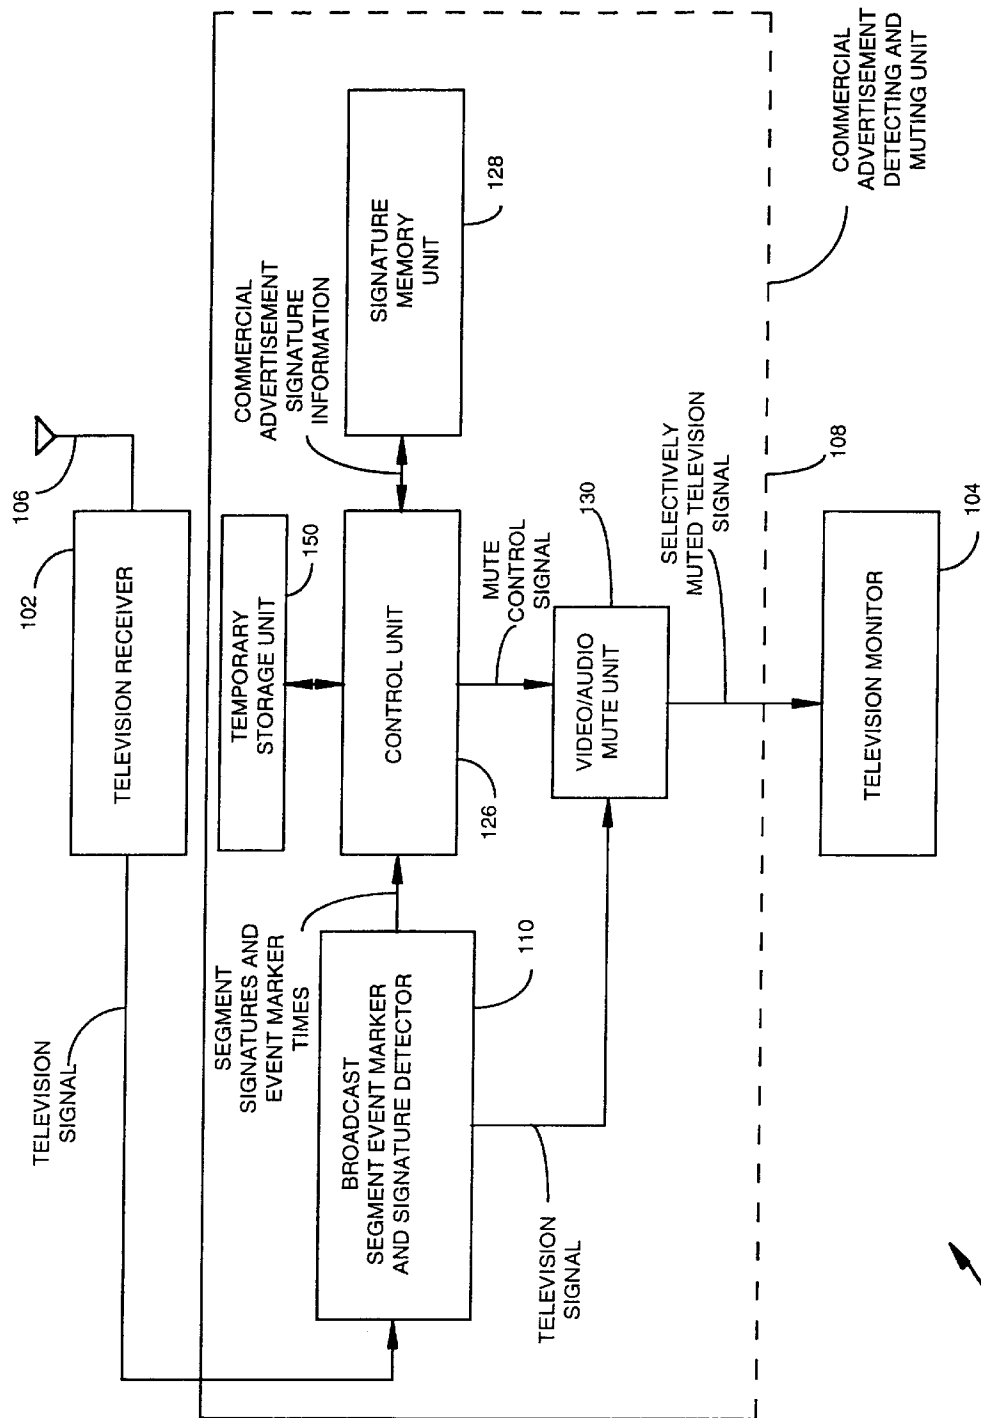 106
102
TELEVISION RECEIVER
TELEVISION
SIGNAL
150
TEMPORARY
STORAGE UNIT
COMMERCIAL
ADVERTISEMENT
SIGNATURE
INFORMATION
SEGMENT
SIGNATURES AND
EVENT MARKER
TIMES
BROADCAST
SEGMENT EVENT MARKER
AND SIGNATURE DETECTOR
110
CONTROL UNIT
126
SIGNATURE
MEMORY
UNIT
128
MUTE
CONTROL
SIGNAL
TELEVISION
SIGNAL
VIDEO/AUDIO
MUTE UNIT
130
SELECTIVELY
MUTED TELEVISION
SIGNAL
108
COMMERCIAL
ADVERTISEMENT
DETECTING AND
MUTING UNIT
TELEVISION MONITOR
104